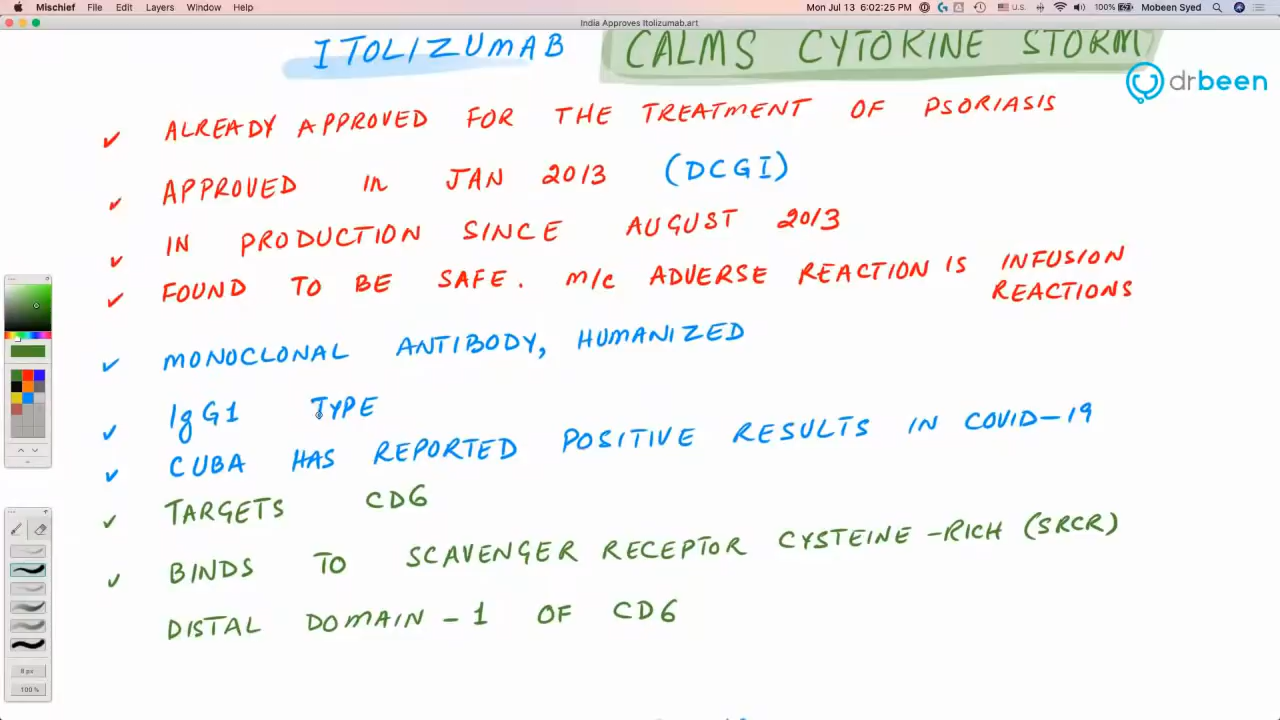 Mischief File Edit Layers Window Help Mon Jul 13 6:02:25 PM U.S. 100% Mobeen Syed
India Approves Itolizumab.art
ITOLIZUMAB CALMS CYTOKINE STORM
drbeen
ALREADY APPROVED FOR THE TREATMENT OF PSORIASIS
APPROVED In JAN 2013 (DCGI)
IN PRODUCTION SINCE AUGUST 2013
FOUND TO BE SAFE. m/c ADVERSE REACTION IS INFUSION
REACTIONS
MONOCLONAL ANTIBODY, HUMANIZED
IgG1 TYPE
CUBA HAS REPORTED POSITIVE RESULTS IN COVID-19
TARGETS CD6
BINDS TO SCAVENGER RECEPTOR CYSTEINE-RICH (SRCR)
DISTAL DOMAIN-1 OF CD6
8 px
100%